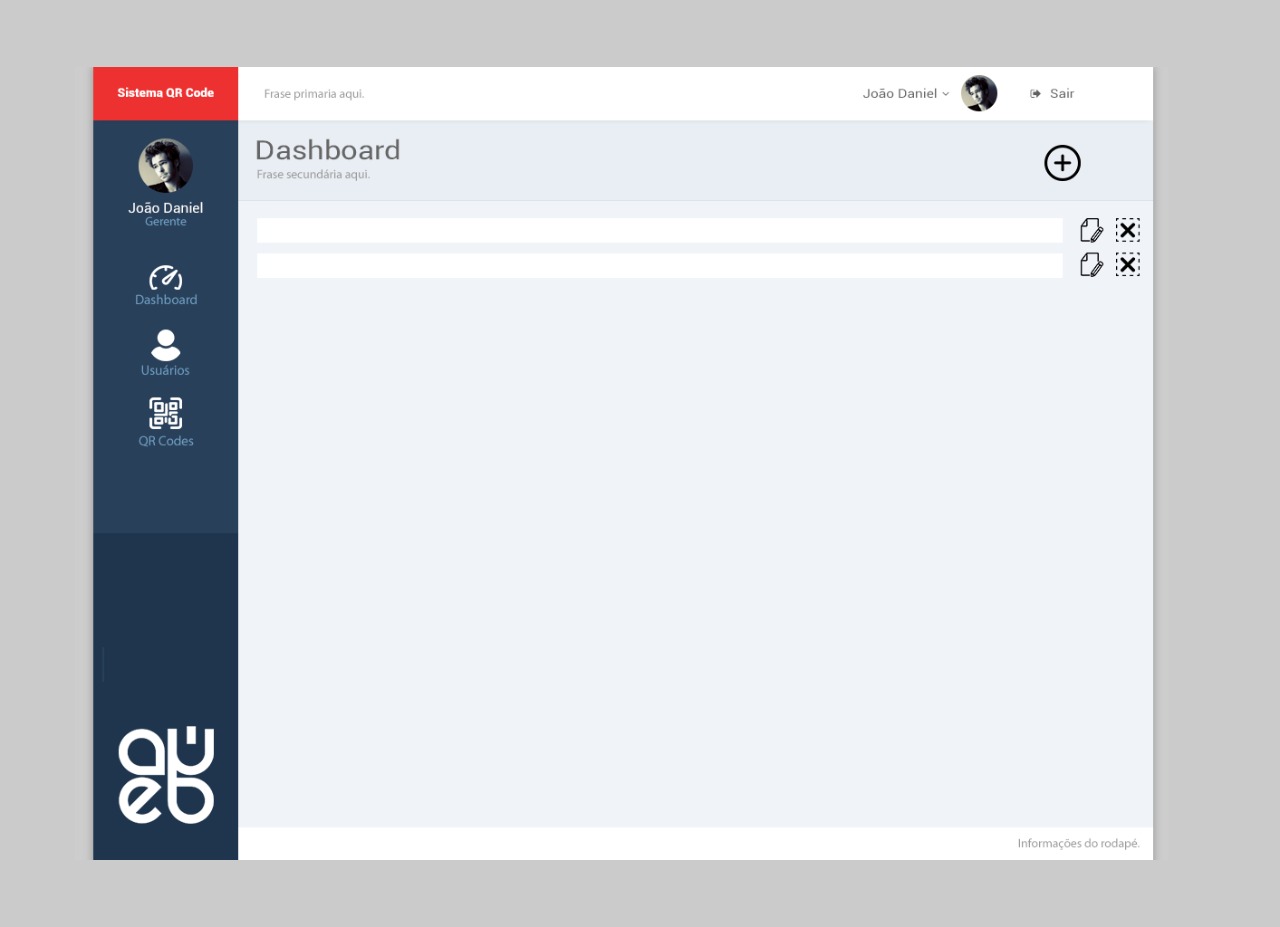 Sistema QR Code
Frase primaria aqui.
João Daniel
Sair
João Daniel
Gerente
Dashboard
Usuários
QR Codes
aweb
Dashboard
Frase secundária aqui.
Informações do rodapé.